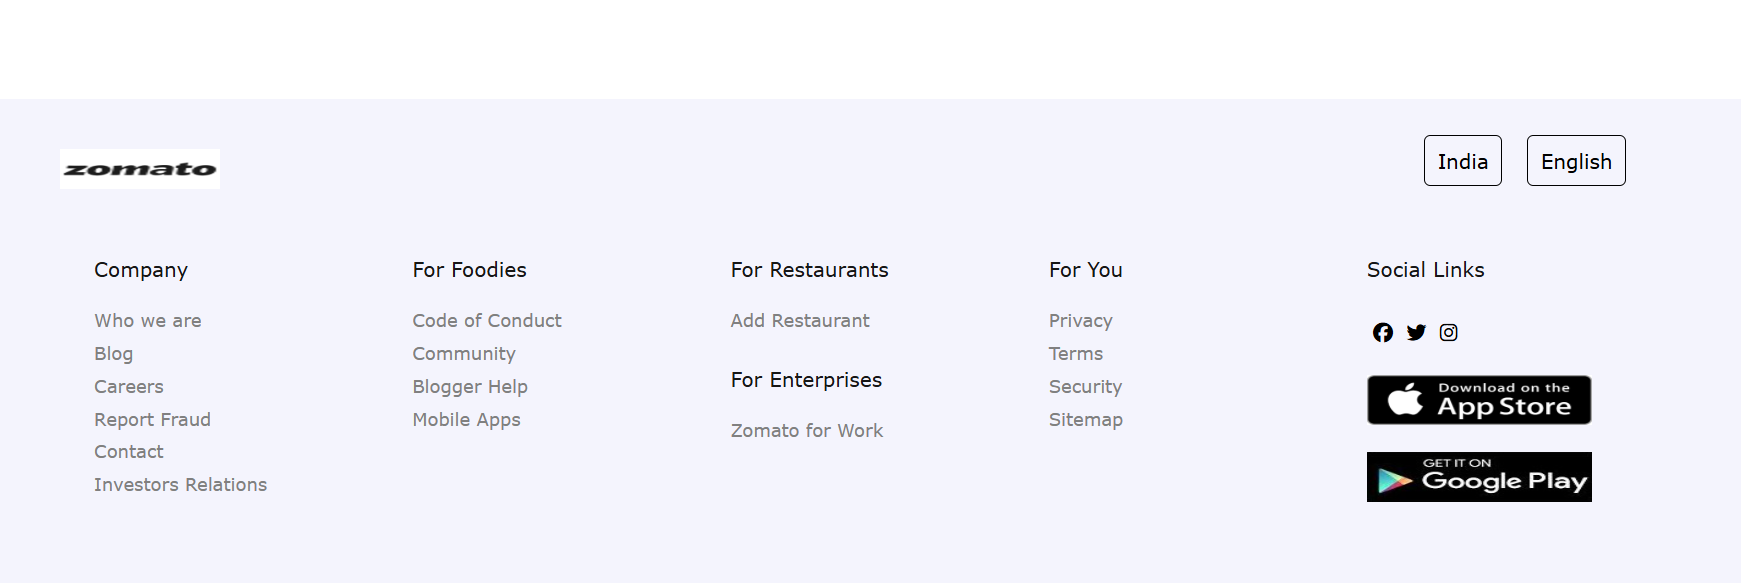 zomato
India
English
Company
Who we are
Blog
Careers
Report Fraud
Contact
Investors Relations
For Foodies
Code of Conduct
Community
Blogger Help
Mobile Apps
For Restaurants
Add Restaurant
For Enterprises
Zomato for Work
For You
Privacy
Terms
Security
Sitemap
Social Links
Download on the
App Store
GET IT ON
Google Play